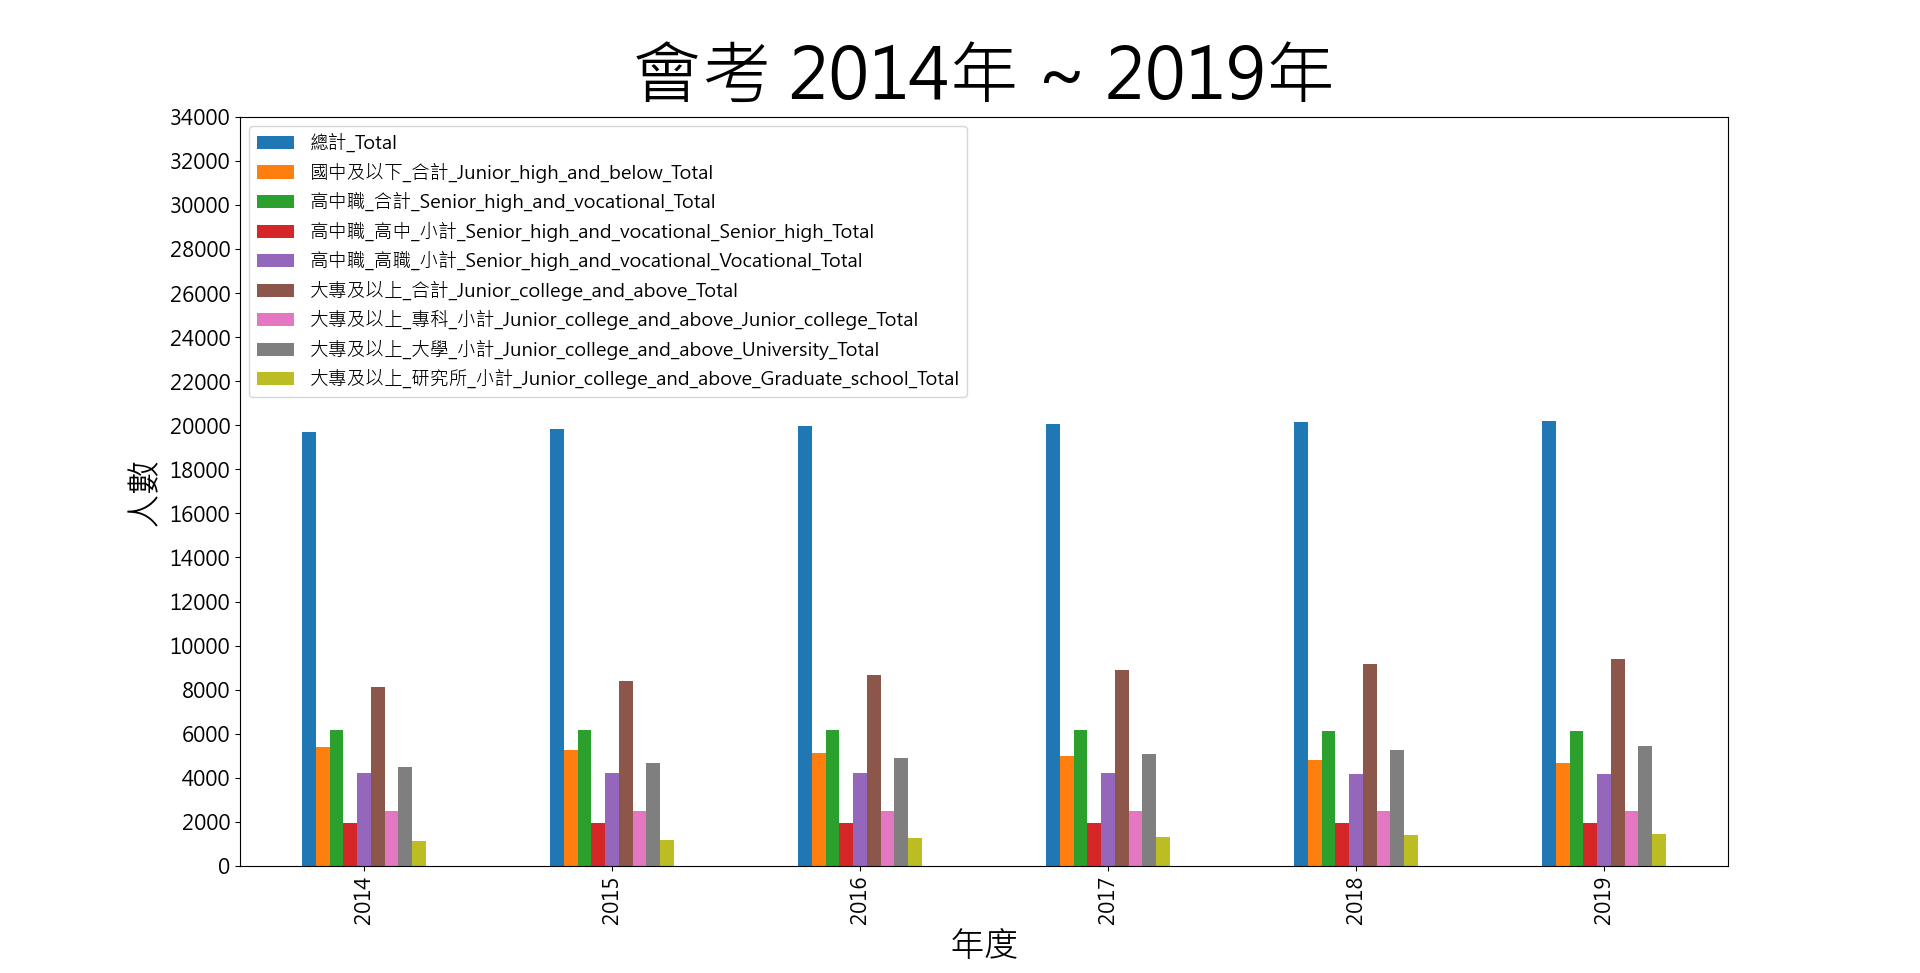 會考 2014年 ~ 2019年
34000
32000
30000
28000
26000
24000
22000
20000
18000
16000
14000
12000
10000
8000
6000
4000
2000
0
人數
總計_Total
國中及以下_合計_Junior_high_and_below_Total
高中職_合計_Senior_high_and_vocational_Total
高中職_高中_小計_Senior_high_and_vocational_Senior_high_Total
高中職_高職_小計_Senior_high_and_vocational_Vocational_Total
大專及以上_合計_Junior_college_and_above_Total
大專及以上_專科_小計_Junior_college_and_above_Junior_college_Total
大專及以上_大學_小計_Junior_college_and_above_University_Total
大專及以上_研究所_小計_Junior_college_and_above_Graduate_school_Total
2014
2015
2016
2017
2018
2019
年度